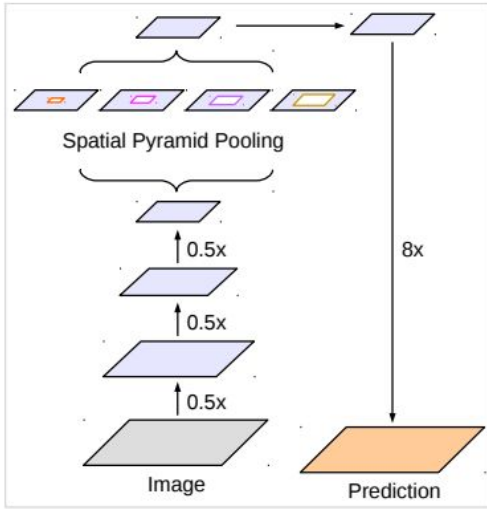 Spatial Pyramid Pooling
0.5x
0.5x
8x
0.5x
Image
Prediction